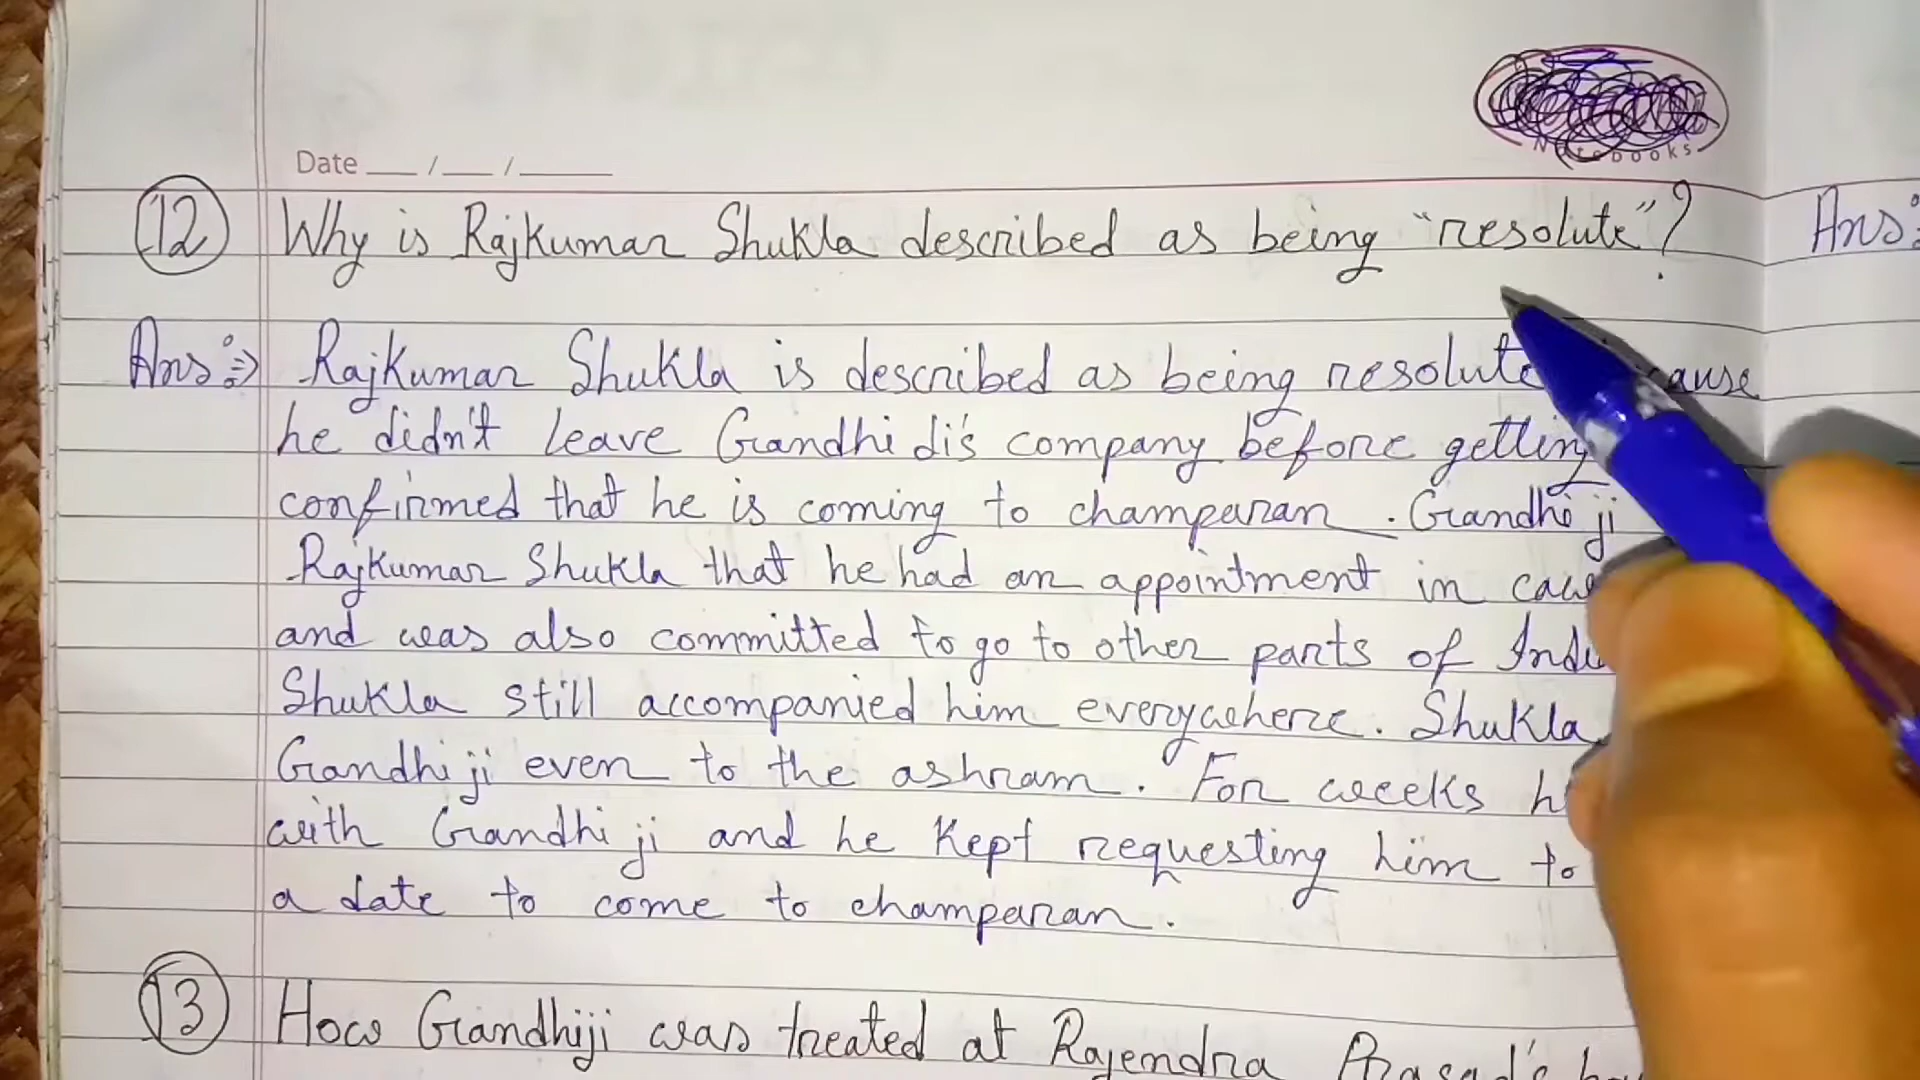 Notebooks
Date __/__/____
12 Why is Rajkumar Shukla described as being "resolute"?
Ans:
Ans:⇒ Rajkumar Shukla is described as being resolute
he didn't leave Gandhi di's company before getting
confirmed that he is coming to champaran. Gandhi ji
Rajkumar Shukla that he had an appointment in
and was also committed to go to other parts of
Shukla still accompanied him everywhere. Shukla
Gandhi ji even to the ashram. For weeks
with Gandhi ji and he kept requesting him to
a date to come to champaran.
13 How Gandhiji was treated at Rajendra Prasad's